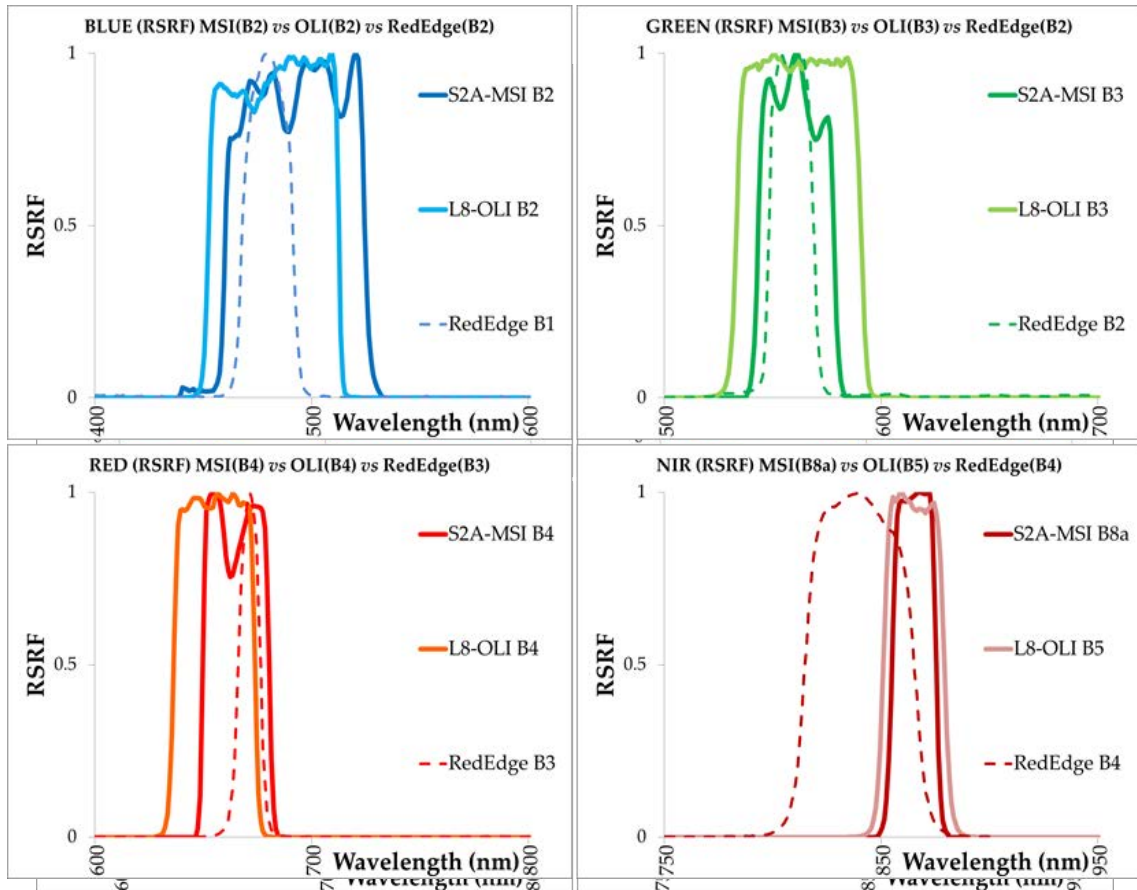 BLUE (RSRF) MSI(B2) vs OLI(B2) vs RedEdge(B2)
1
0.5
0
RSRF
S2A-MSI B2
L8-OLI B2
RedEdge B1
400
500
600
Wavelength (nm)
GREEN (RSRF) MSI(B3) vs OLI(B3) vs RedEdge(B2)
1
0.5
0
RSRF
S2A-MSI B3
L8-OLI B3
RedEdge B2
500
600
700
Wavelength (nm)
RED (RSRF) MSI(B4) vs OLI(B4) vs RedEdge(B3)
1
0.5
0
RSRF
S2A-MSI B4
L8-OLI B4
RedEdge B3
600
700
800
Wavelength (nm)
NIR (RSRF) MSI(B8a) vs OLI(B5) vs RedEdge(B4)
1
0.5
0
RSRF
S2A-MSI B8a
L8-OLI B5
RedEdge B4
750
850
950
Wavelength (nm)